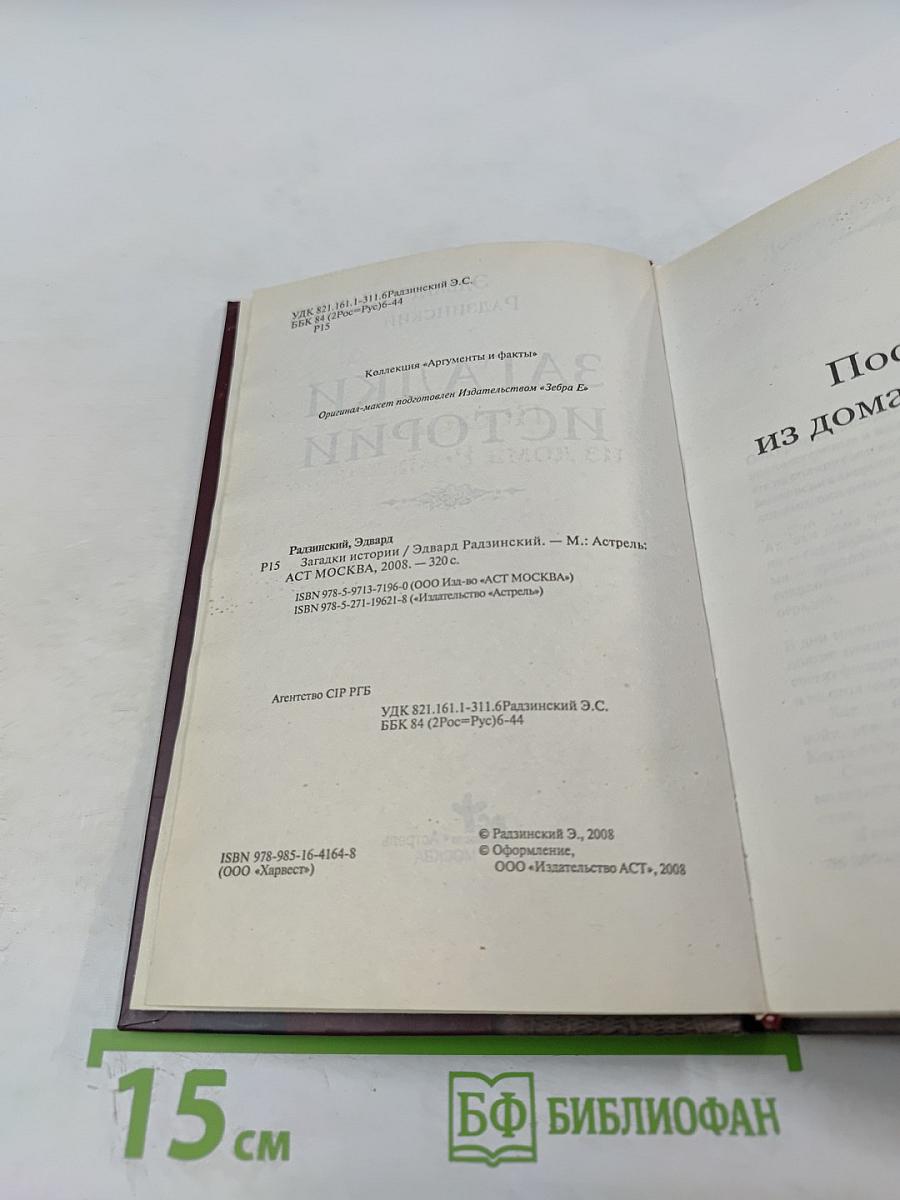 УДК 821.161.1-311.6Радзинский Э.С.
ББК 84 (2Рос=Рус)6-44
Р15
Коллекция «Аргументы и факты»
Оригинал-макет подготовлен Издательством «Зебра Е»
Радзинский, Эдвард
Р15 Загадки истории / Эдвард Радзинский. — М.: Астрель:
АСТ МОСКВА, 2008. — 320 с.
ISBN 978-5-9713-7196-0 (ООО Изд-во «АСТ МОСКВА»)
ISBN 978-5-271-19621-8 («Издательство «Астрель»)
Агентство CIP РГБ
УДК 821.161.1-311.6Радзинский Э.С.
ББК 84 (2Рос=Рус)6-44
ISBN 978-985-16-4164-8
(ООО «Харвест»)
© Радзинский Э., 2008
© Оформление,
ООО «Издательство АСТ», 2008
Пос
из дома
15 см
БФ БИБЛИОФАН